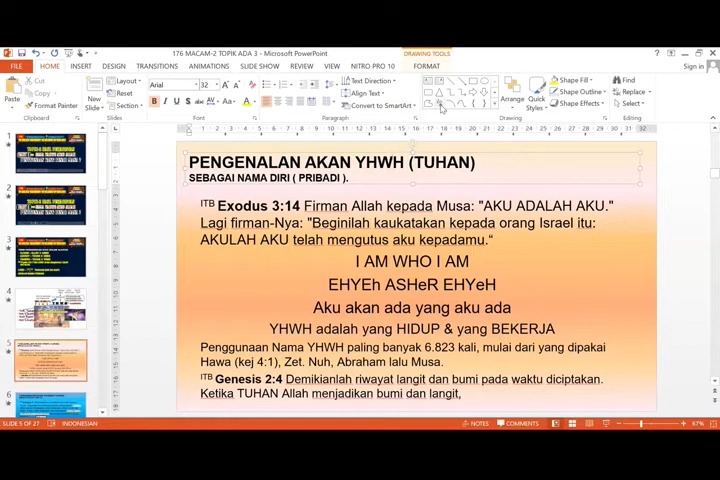 176 MACAM-2 TOPIK ADA 3 - Microsoft PowerPoint
DRAWING TOOLS
Sign in
FILE HOME INSERT DESIGN TRANSITIONS ANIMATIONS SLIDE SHOW REVIEW VIEW NITRO PRO 10 FORMAT
Paste
Cut
Copy
Format Painter
Clipboard
New
Slide
Layout
Reset
Section
Slides
Arial 32
Font
Text Direction
Align Text
Convert to SmartArt
Paragraph
Arrange
Quick
Styles
Shape Fill
Shape Outline
Shape Effects
Drawing
Find
Replace
Select
Editing
PENGENALAN AKAN YHWH (TUHAN)
SEBAGAI NAMA DIRI ( PRIBADI ).
ITB Exodus 3:14 Firman Allah kepada Musa: "AKU ADALAH AKU."
Lagi firman-Nya: "Beginilah kaukatakan kepada orang Israel itu:
AKULAH AKU telah mengutus aku kepadamu.“
I AM WHO I AM
EHYEh ASHeR EHYeH
Aku akan ada yang aku ada
YHWH adalah yang HIDUP & yang BEKERJA
Penggunaan Nama YHWH paling banyak 6.823 kali, mulai dari yang dipakai
Hawa (kej 4:1), Zet. Nuh, Abraham lalu Musa.
ITB Genesis 2:4 Demikianlah riwayat langit dan bumi pada waktu diciptakan.
Ketika TUHAN Allah menjadikan bumi dan langit,
1
2
3
4
5
6
SLIDE 5 OF 27 INDONESIAN NOTES COMMENTS 67%